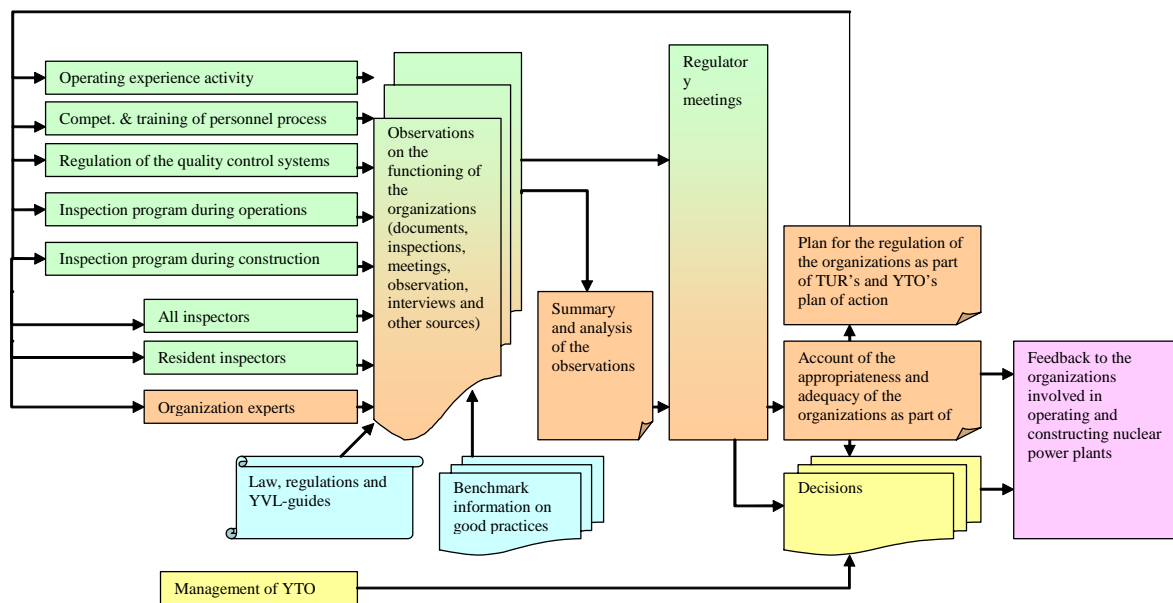 Operating experience activity
Compet. & training of personnel process
Regulation of the quality control systems
Inspection program during operations
Inspection program during construction
All inspectors
Resident inspectors
Organization experts
Observations
on the
functioning of
the
organizations
(documents,
inspections,
meetings,
observation,
interviews and
other sources)
Law, regulations and
YVL-guides
Benchmark
information on
good practices
Summary
and analysis
of the
observations
Regulator
y
meetings
Plan for the regulation of
the organizations as part
of TUR’s and YTO’s
plan of action
Account of the
appropriateness and
adequacy of the
organizations as part of
Decisions
Feedback to the
organizations
involved in
operating and
constructing nuclear
power plants
Management of YTO